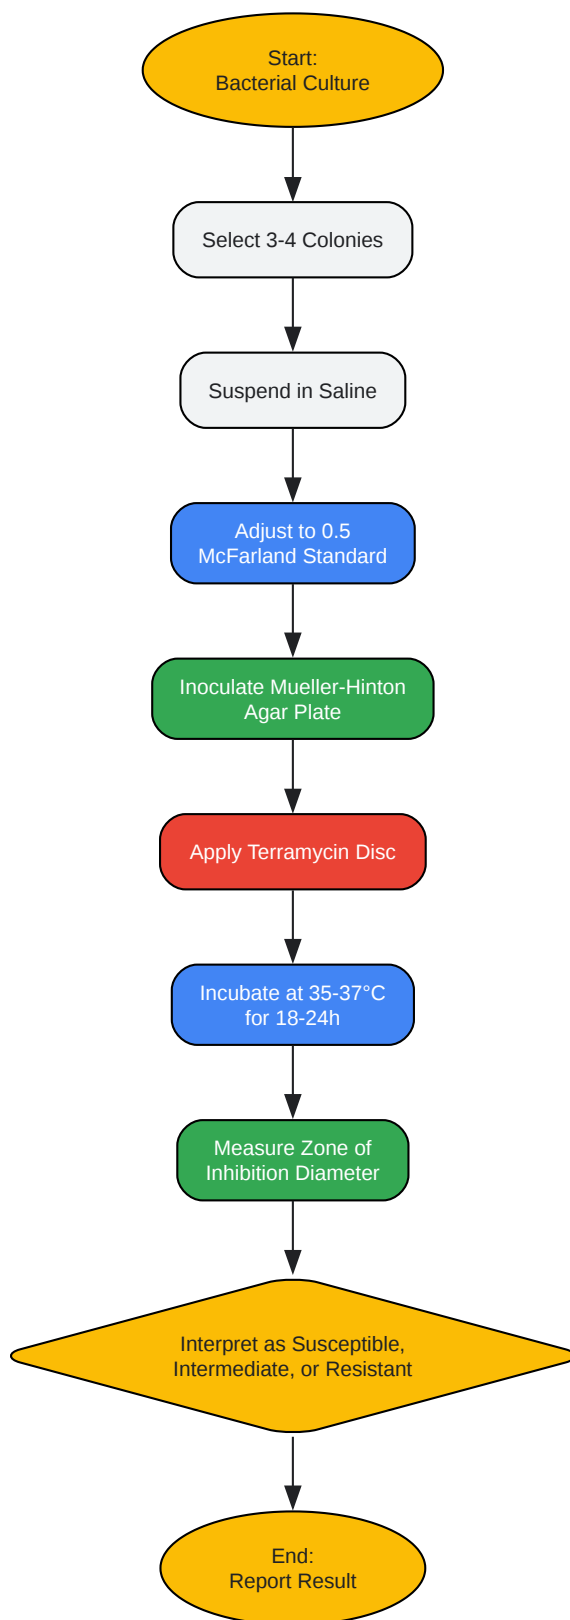 Start:
Bacterial Culture
Select 3-4 Colonies
Suspend in Saline
Adjust to 0.5
McFarland Standard
Inoculate Mueller-Hinton
Agar Plate
Apply Terramycin Disc
Incubate at 35-37°C
for 18-24h
Measure Zone of
Inhibition Diameter
Interpret as Susceptible,
Intermediate, or Resistant
End:
Report Result